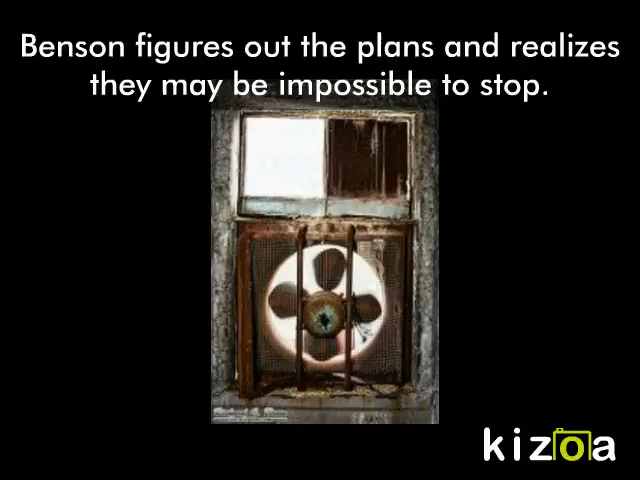 Benson figures out the plans and realizes
they may be impossible to stop.
kizoa